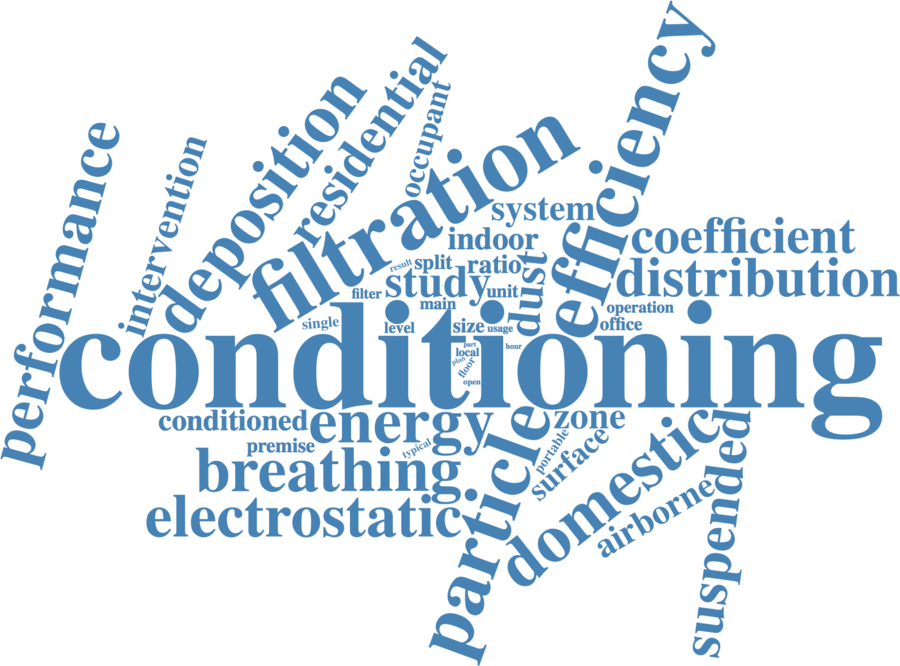 performance
intervention
deposition
residential
occupant
filtration
efficiency
system
indoor
coefficient
result
split
ratio
dust
distribution
filter
study
unit
main
operation
single
level
size
usage
office
conditioning
part
local
hour
plan
floor
open
conditioned
energy
particle
zone
premise
typical
portable
surface
domestic
suspended
breathing
airborne
electrostatic